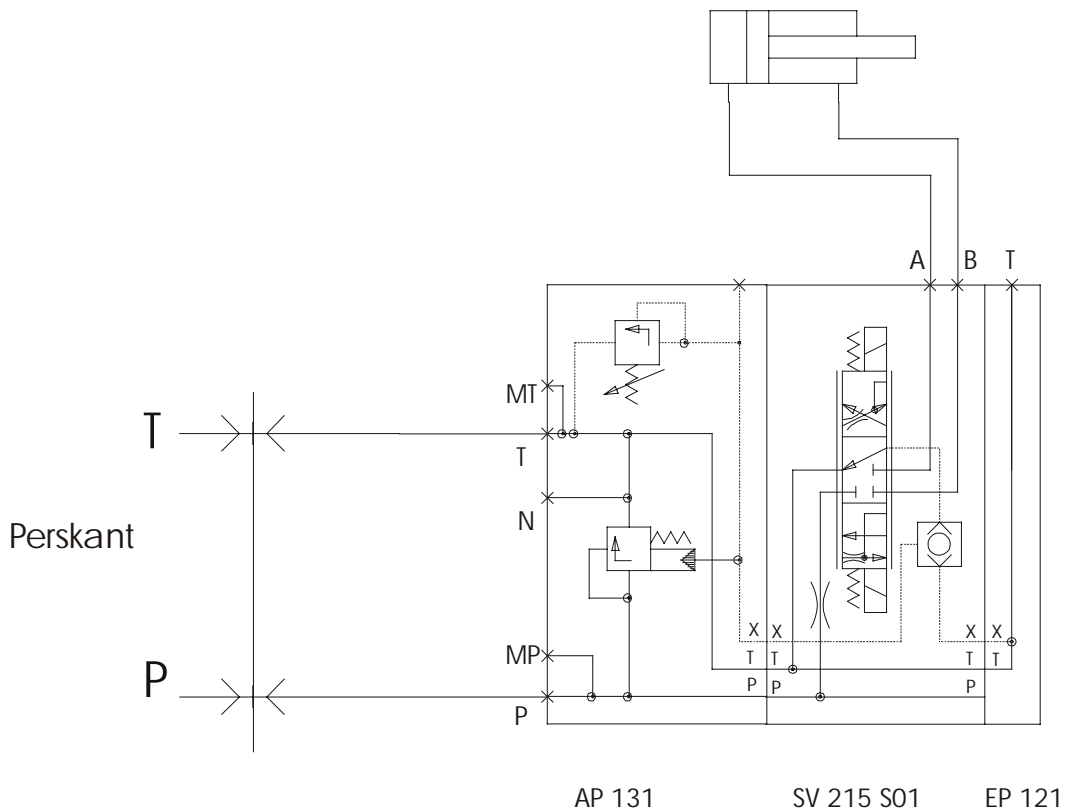 A B T
MT
T
T
N
Perskant
X X X X
MP T T T T
P
P P P
P
AP 131 SV 215 S01 EP 121